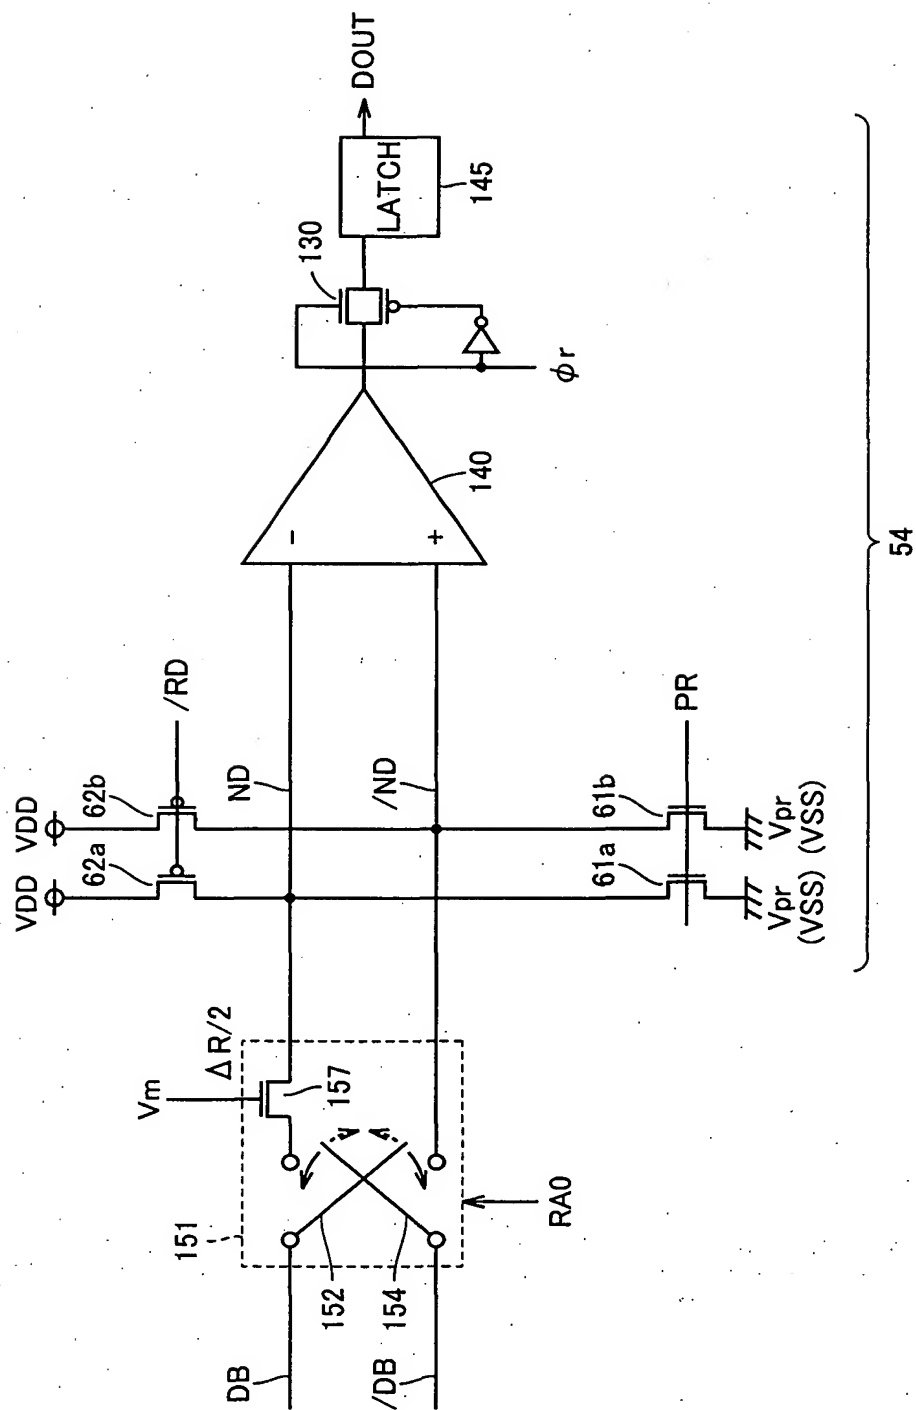 VDD
VDD
62a
62b
/RD
ND
/ND
Vm
ΔR/2
157
151
152
154
DB
/DB
RA0
61a
61b
PR
Vpr
(VSS)
Vpr
(VSS)
-
+
140
130
φr
LATCH
145
DOUT
54